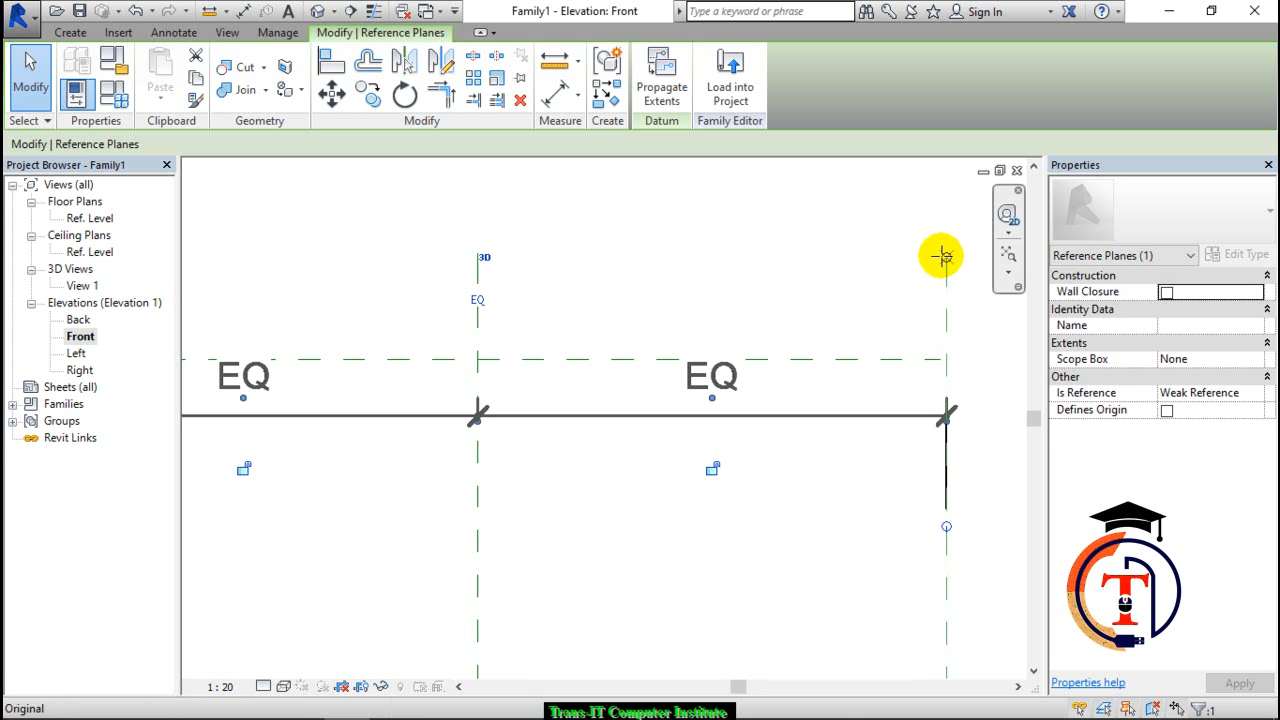 Family1 - Elevation: Front
Type a keyword or phrase
Sign In
Create
Insert
Annotate
View
Manage
Modify | Reference Planes
Modify
Paste
Cut
Join
Propagate
Extents
Load into
Project
Select
Properties
Clipboard
Geometry
Modify
Measure
Create
Datum
Family Editor
Modify | Reference Planes
Project Browser - Family1
Views (all)
Floor Plans
Ref. Level
Ceiling Plans
Ref. Level
3D Views
View 1
Elevations (Elevation 1)
Back
Front
Left
Right
Sheets (all)
Families
Groups
Revit Links
3D
EQ
EQ
EQ
2D
Properties
Reference Planes (1)
Edit Type
Construction
Wall Closure
Identity Data
Name
Extents
Scope Box None
Other
Is Reference Weak Reference
Defines Origin
T
Properties help
Apply
1 : 20
Original
:1
Trans-IT Computer Institute